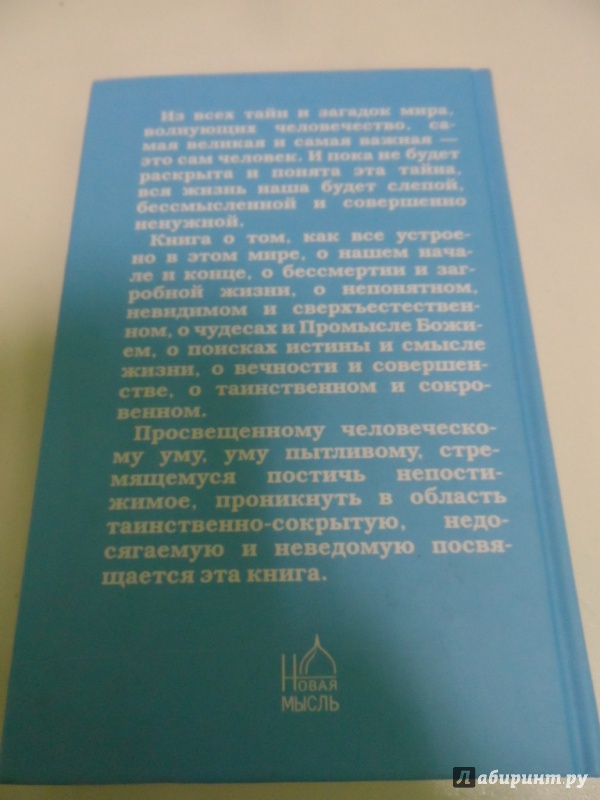 Из всех тайн и загадок мира,
волнующих человечество, са-
мая великая и самая важная —
это сам человек. И пока не будет
раскрыта и понята эта тайна,
вся жизнь наша будет слепой,
бессмысленной и совершенно
ненужной.
Книга о том, как все устрое-
но в этом мире, о нашем нача-
ле и конце, о бессмертии и заг-
робной жизни, о непонятном,
невидимом и сверхъестествен-
ном, о чудесах и Промысле Божи-
ем, о поисках истины и смысле
жизни, о вечности и совершен-
стве, о таинственном и сокро-
венном.
Просвещенному человеческо-
му уму, уму пытливому, стре-
мящемуся постичь непости-
жимое, проникнуть в область
таинственно-сокрытую, недо-
сягаемую и неведомую посвя-
щается эта книга.
НОВАЯ
МЫСЛЬ
Лабиринт.ру